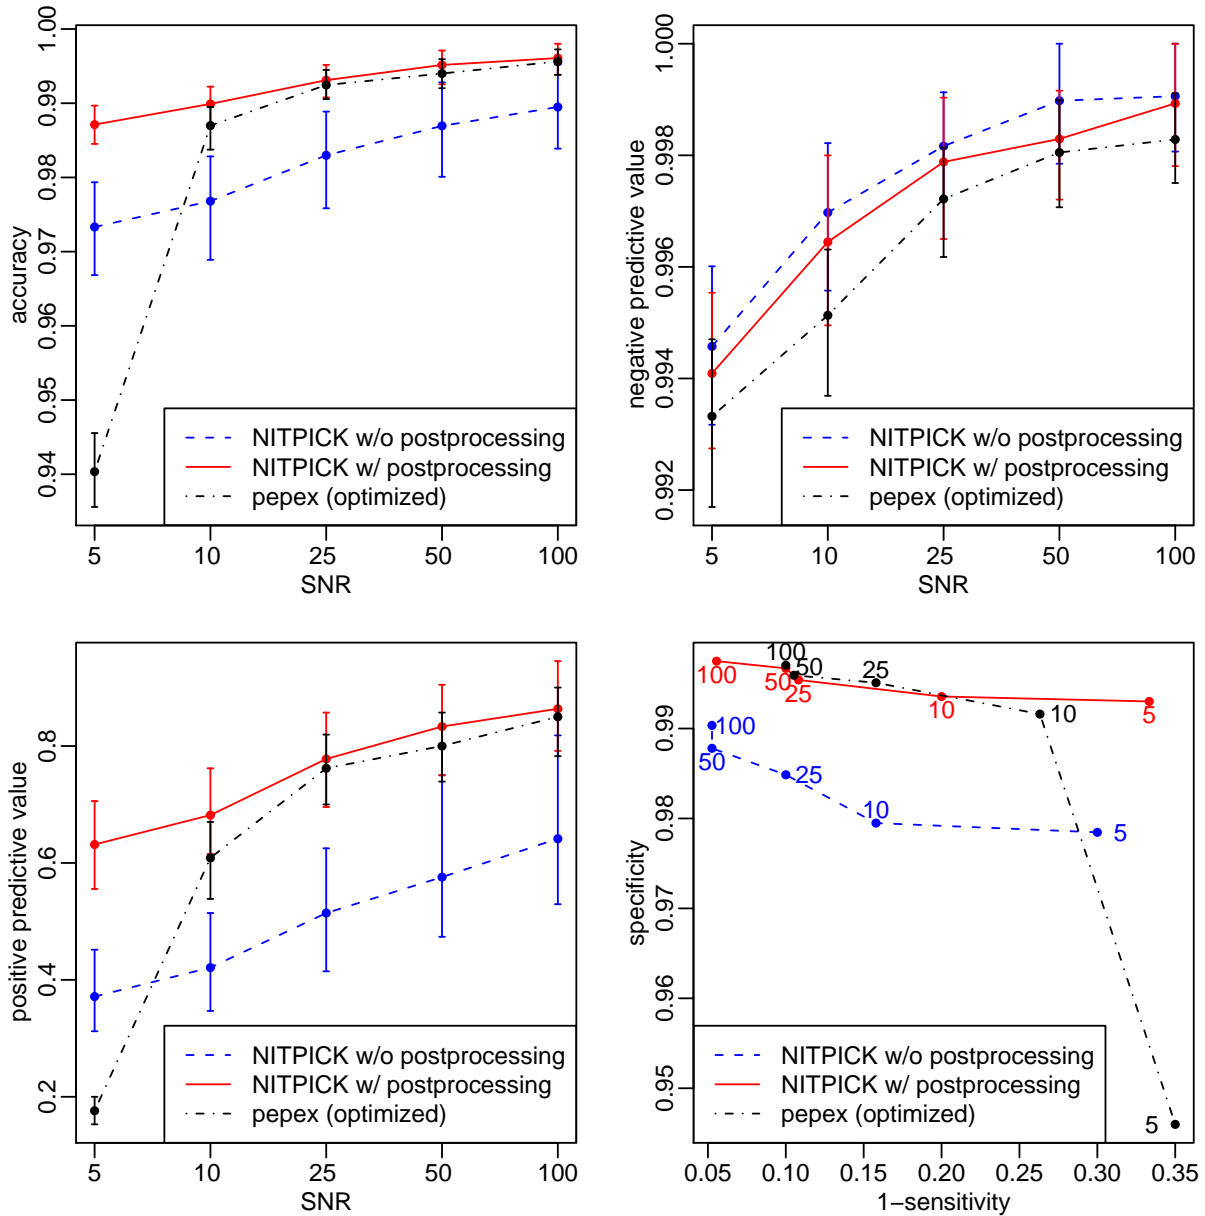 accuracy
1.00
0.99
0.98
0.97
0.96
0.95
0.94
NITPICK w/o postprocessing
NITPICK w/ postprocessing
pepex (optimized)
5 10 25 50 100
SNR
negative predictive value
1.000
0.998
0.996
0.994
0.992
NITPICK w/o postprocessing
NITPICK w/ postprocessing
pepex (optimized)
5 10 25 50 100
SNR
positive predictive value
0.8
0.6
0.4
0.2
NITPICK w/o postprocessing
NITPICK w/ postprocessing
pepex (optimized)
5 10 25 50 100
SNR
specificity
0.99
0.98
0.97
0.96
0.95
100
50
25
100
50
25
10
10
5
100
50
25
10
5
5
NITPICK w/o postprocessing
NITPICK w/ postprocessing
pepex (optimized)
0.05 0.10 0.15 0.20 0.25 0.30 0.35
1−sensitivity